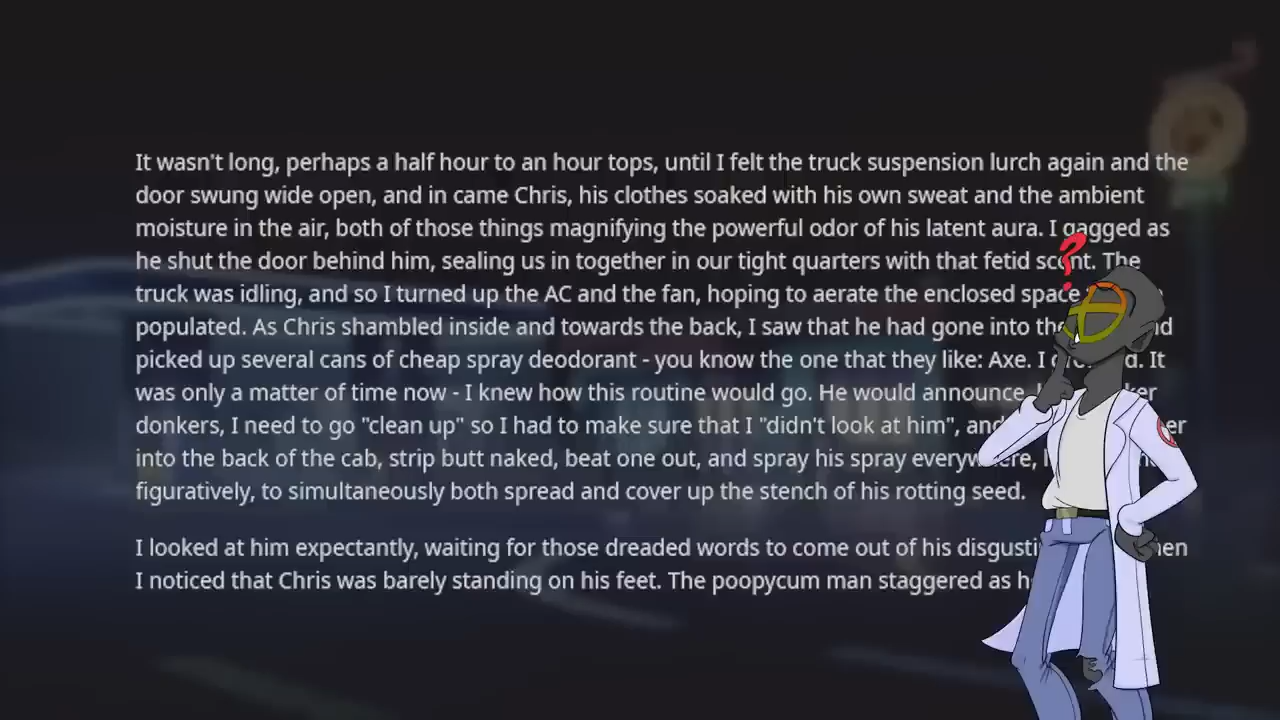 It wasn't long, perhaps a half hour to an hour tops, until I felt the truck suspension lurch again and the
door swung wide open, and in came Chris, his clothes soaked with his own sweat and the ambient
moisture in the air, both of those things magnifying the powerful odor of his latent aura. I gagged as
he shut the door behind him, sealing us in together in our tight quarters with that fetid scent. The
truck was idling, and so I turned up the AC and the fan, hoping to aerate the enclosed space
populated. As Chris shambled inside and towards the back, I saw that he had gone into the
picked up several cans of cheap spray deodorant - you know the one that they like: Axe. I It
was only a matter of time now - I knew how this routine would go. He would announce,
donkers, I need to go "clean up" so I had to make sure that I "didn't look at him", and
into the back of the cab, strip butt naked, beat one out, and spray his spray everywhere,
figuratively, to simultaneously both spread and cover up the stench of his rotting seed.
I looked at him expectantly, waiting for those dreaded words to come out of his
I noticed that Chris was barely standing on his feet. The poopycum man staggered as
?